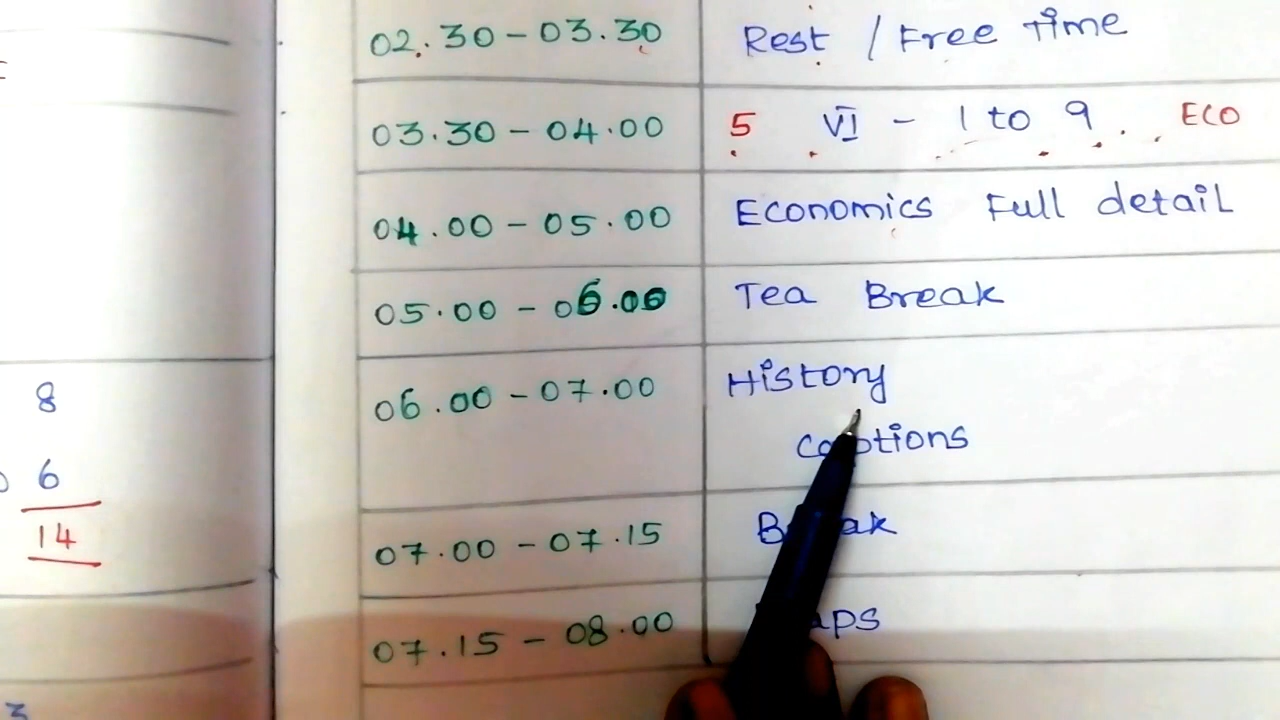 02.30 - 03.30 Rest / Free Time
03.30 - 04.00 5 VI - 1 to 9. ECO
04.00 - 05.00 Economics Full detail
05.00 - 06.00 Tea Break
06.00 - 07.00 History
07.00 - 07.15
07.15 - 08.00
8
6
14
3